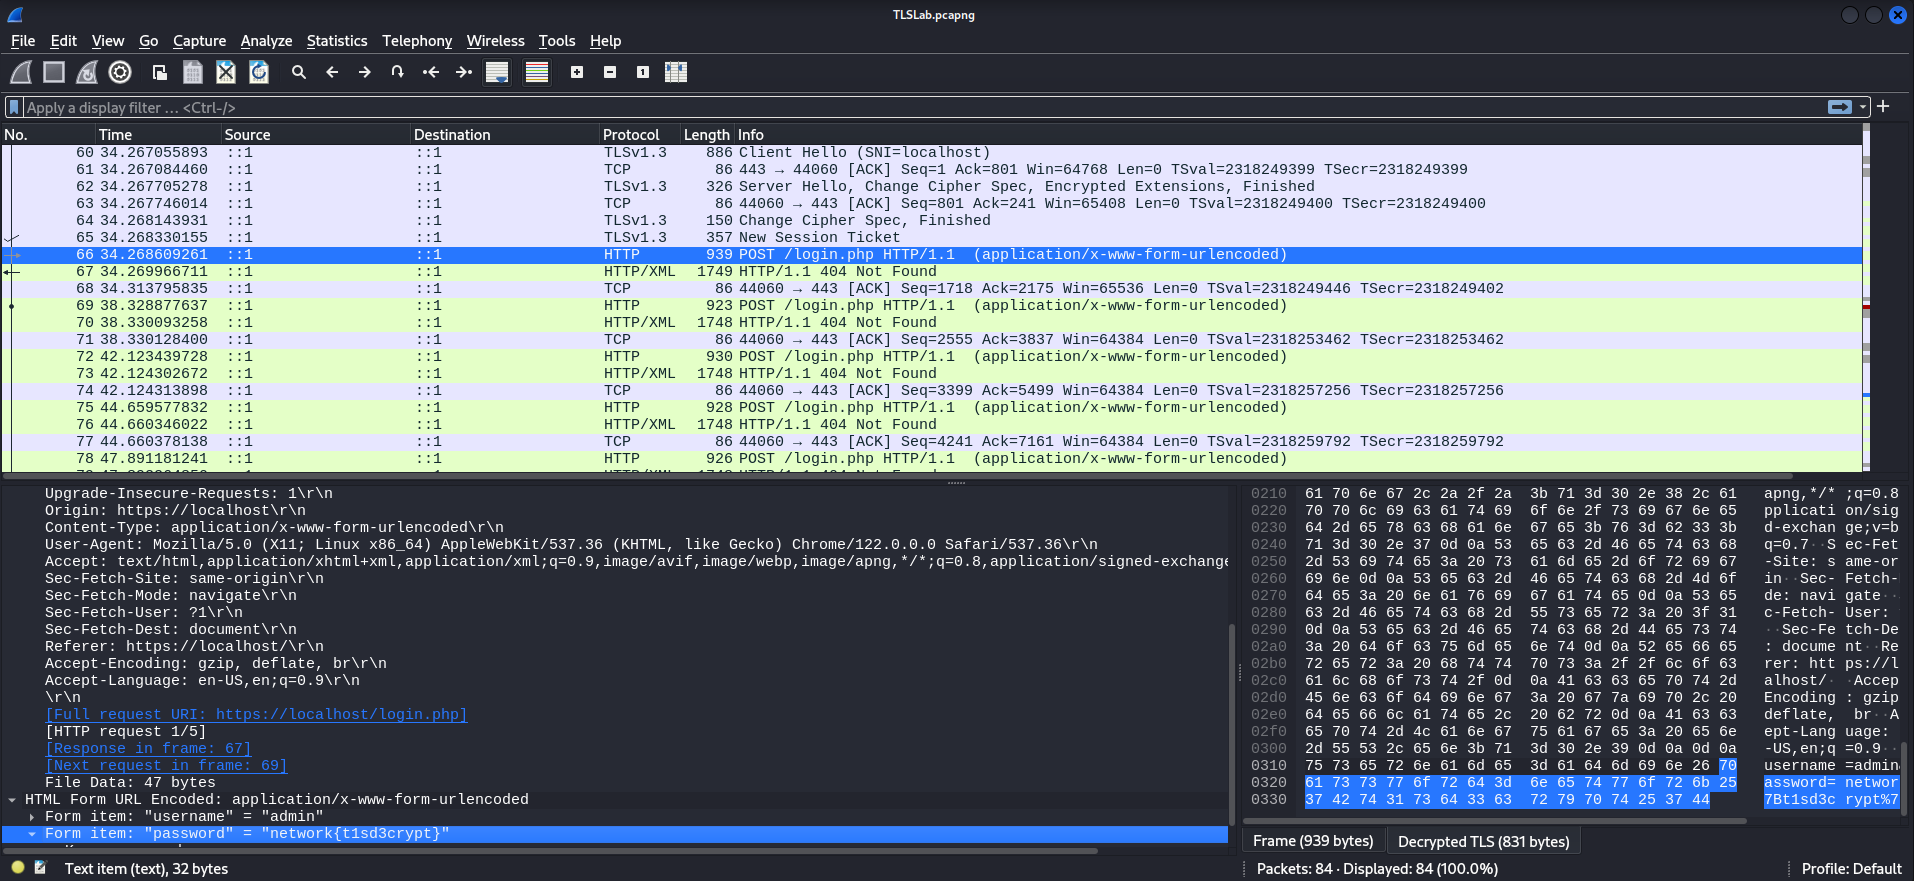 TLSLab.pcapng
File Edit View Go Capture Analyze Statistics Telephony Wireless Tools Help
Apply a display filter … <Ctrl-/>
No. Time Source Destination Protocol Length Info
60 34.267055893 ::1 ::1 TLSv1.3 886 Client Hello (SNI=localhost)
61 34.267084460 ::1 ::1 TCP 86 443 → 44060 [ACK] Seq=1 Ack=801 Win=64768 Len=0 TSval=2318249399 TSecr=2318249399
62 34.267705278 ::1 ::1 TLSv1.3 326 Server Hello, Change Cipher Spec, Encrypted Extensions, Finished
63 34.267746014 ::1 ::1 TCP 86 44060 → 443 [ACK] Seq=801 Ack=241 Win=65408 Len=0 TSval=2318249400 TSecr=2318249400
64 34.268143931 ::1 ::1 TLSv1.3 150 Change Cipher Spec, Finished
65 34.268330155 ::1 ::1 TLSv1.3 357 New Session Ticket
66 34.268609261 ::1 ::1 HTTP 939 POST /login.php HTTP/1.1  (application/x-www-form-urlencoded)
67 34.269966711 ::1 ::1 HTTP/XML 1749 HTTP/1.1 404 Not Found
68 34.313795835 ::1 ::1 TCP 86 44060 → 443 [ACK] Seq=1718 Ack=2175 Win=65536 Len=0 TSval=2318249446 TSecr=2318249402
69 38.328877637 ::1 ::1 HTTP 923 POST /login.php HTTP/1.1  (application/x-www-form-urlencoded)
70 38.330093258 ::1 ::1 HTTP/XML 1748 HTTP/1.1 404 Not Found
71 38.330128400 ::1 ::1 TCP 86 44060 → 443 [ACK] Seq=2555 Ack=3837 Win=64384 Len=0 TSval=2318253462 TSecr=2318253462
72 42.123439728 ::1 ::1 HTTP 930 POST /login.php HTTP/1.1  (application/x-www-form-urlencoded)
73 42.124302672 ::1 ::1 HTTP/XML 1748 HTTP/1.1 404 Not Found
74 42.124313898 ::1 ::1 TCP 86 44060 → 443 [ACK] Seq=3399 Ack=5499 Win=64384 Len=0 TSval=2318257256 TSecr=2318257256
75 44.659577832 ::1 ::1 HTTP 928 POST /login.php HTTP/1.1  (application/x-www-form-urlencoded)
76 44.660346022 ::1 ::1 HTTP/XML 1748 HTTP/1.1 404 Not Found
77 44.660378138 ::1 ::1 TCP 86 44060 → 443 [ACK] Seq=4241 Ack=7161 Win=64384 Len=0 TSval=2318259792 TSecr=2318259792
78 47.891181241 ::1 ::1 HTTP 926 POST /login.php HTTP/1.1  (application/x-www-form-urlencoded)
Upgrade-Insecure-Requests: 1\r\n
Origin: https://localhost\r\n
Content-Type: application/x-www-form-urlencoded\r\n
User-Agent: Mozilla/5.0 (X11; Linux x86_64) AppleWebKit/537.36 (KHTML, like Gecko) Chrome/122.0.0.0 Safari/537.36\r\n
Accept: text/html,application/xhtml+xml,application/xml;q=0.9,image/avif,image/webp,image/apng,*/*;q=0.8,application/signed-exchange
Sec-Fetch-Site: same-origin\r\n
Sec-Fetch-Mode: navigate\r\n
Sec-Fetch-User: ?1\r\n
Sec-Fetch-Dest: document\r\n
Referer: https://localhost/\r\n
Accept-Encoding: gzip, deflate, br\r\n
Accept-Language: en-US,en;q=0.9\r\n
\r\n
[Full request URI: https://localhost/login.php]
[HTTP request 1/5]
[Response in frame: 67]
[Next request in frame: 69]
File Data: 47 bytes
HTML Form URL Encoded: application/x-www-form-urlencoded
Form item: "username" = "admin"
Form item: "password" = "network{t1sd3crypt}"
0210 61 70 6e 67 2c 2a 2f 2a 3b 71 3d 30 2e 38 2c 61 apng,*/* ;q=0.8
0220 70 70 6c 69 63 61 74 69 6f 6e 2f 73 69 67 6e 65 pplicati on/sig
0230 64 2d 65 78 63 68 61 6e 67 65 3b 76 3d 62 33 3b d-exchan ge;v=b
0240 71 3d 30 2e 37 0d 0a 53 65 63 2d 46 65 74 63 68 q=0.7··S ec-Fet
0250 2d 53 69 74 65 3a 20 73 61 6d 65 2d 6f 72 69 67 -Site: s ame-or
0260 69 6e 0d 0a 53 65 63 2d 46 65 74 63 68 2d 4d 6f in··Sec- Fetch-
0270 64 65 3a 20 6e 61 76 69 67 61 74 65 0d 0a 53 65 de: navi gate··
0280 63 2d 46 65 74 63 68 2d 55 73 65 72 3a 20 3f 31 c-Fetch- User:
0290 0d 0a 53 65 63 2d 46 65 74 63 68 2d 44 65 73 74 ··Sec-Fe tch-De
02a0 3a 20 64 6f 63 75 6d 65 6e 74 0d 0a 52 65 66 65 : docume nt··Re
02b0 72 65 72 3a 20 68 74 74 70 73 3a 2f 2f 6c 6f 63 rer: htt ps://l
02c0 61 6c 68 6f 73 74 2f 0d 0a 41 63 63 65 70 74 2d alhost/· ·Accep
02d0 45 6e 63 6f 64 69 6e 67 3a 20 67 7a 69 70 2c 20 Encoding : gzip
02e0 64 65 66 6c 61 74 65 2c 20 62 72 0d 0a 41 63 63 deflate,  br··A
02f0 65 70 74 2d 4c 61 6e 67 75 61 67 65 3a 20 65 6e ept-Lang uage:
0300 2d 55 53 2c 65 6e 3b 71 3d 30 2e 39 0d 0a 0d 0a -US,en;q =0.9··
0310 75 73 65 72 6e 61 6d 65 3d 61 64 6d 69 6e 26 70 username =admin
0320 61 73 73 77 6f 72 64 3d 6e 65 74 77 6f 72 6b 25 assword= networ
0330 37 42 74 31 73 64 33 63 72 79 70 74 25 37 44 7Bt1sd3c rypt%7
Frame (939 bytes) Decrypted TLS (831 bytes)
Text item (text), 32 bytes Packets: 84 · Displayed: 84 (100.0%) Profile: Default